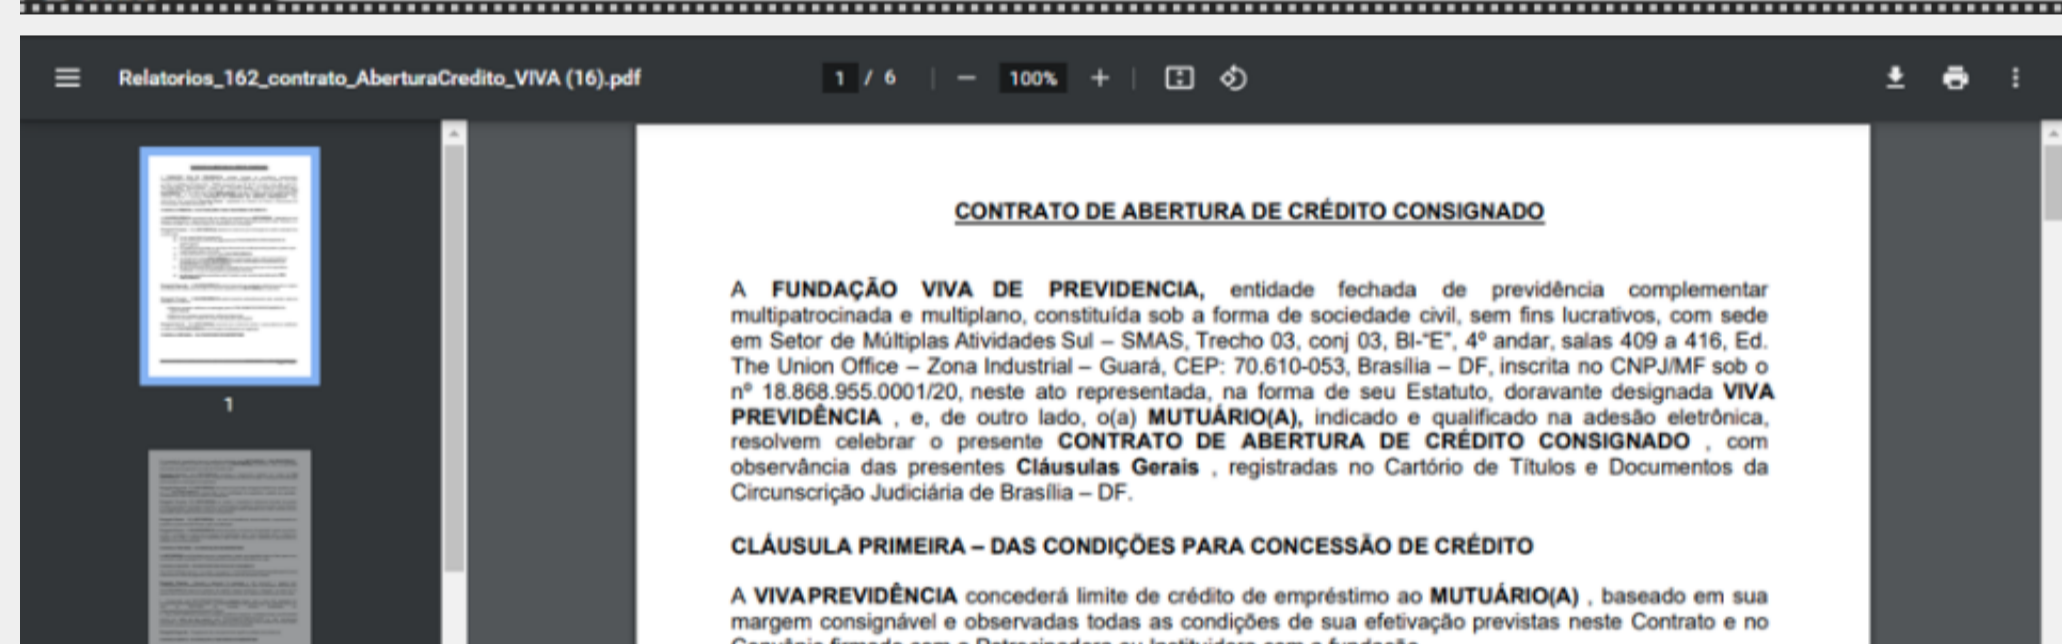 Relatorios_162_contrato_AberturaCredito_VIVA (16).pdf
1 / 6
100%
1
CONTRATO DE ABERTURA DE CRÉDITO CONSIGNADO
A FUNDAÇÃO VIVA DE PREVIDENCIA, entidade fechada de previdência complementar
multipatrocinada e multiplano, constituída sob a forma de sociedade civil, sem fins lucrativos, com sede
em Setor de Múltiplas Atividades Sul – SMAS, Trecho 03, conj 03, Bl-“E”, 4º andar, salas 409 a 416, Ed.
The Union Office – Zona Industrial – Guará, CEP: 70.610-053, Brasília – DF, inscrita no CNPJ/MF sob o
nº 18.868.955.0001/20, neste ato representada, na forma de seu Estatuto, doravante designada VIVA
PREVIDÊNCIA , e, de outro lado, o(a) MUTUÁRIO(A), indicado e qualificado na adesão eletrônica,
resolvem celebrar o presente CONTRATO DE ABERTURA DE CRÉDITO CONSIGNADO , com
observância das presentes Cláusulas Gerais , registradas no Cartório de Títulos e Documentos da
Circunscrição Judiciária de Brasília – DF.
CLÁUSULA PRIMEIRA – DAS CONDIÇÕES PARA CONCESSÃO DE CRÉDITO
A VIVAPREVIDÊNCIA concederá limite de crédito de empréstimo ao MUTUÁRIO(A) , baseado em sua
margem consignável e observadas todas as condições de sua efetivação previstas neste Contrato e no